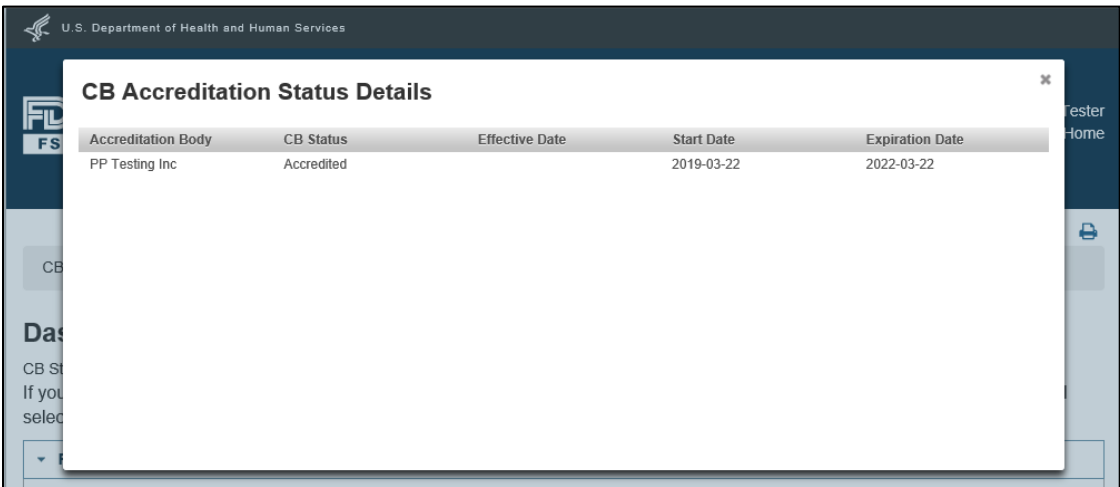 U.S. Department of Health and Human Services
CB Accreditation Status Details
Tester
Home
FS
Accreditation Body CB Status Effective Date Start Date Expiration Date
PP Testing Inc Accredited 2019-03-22 2022-03-22
CB
Das
CB St
If you
selec